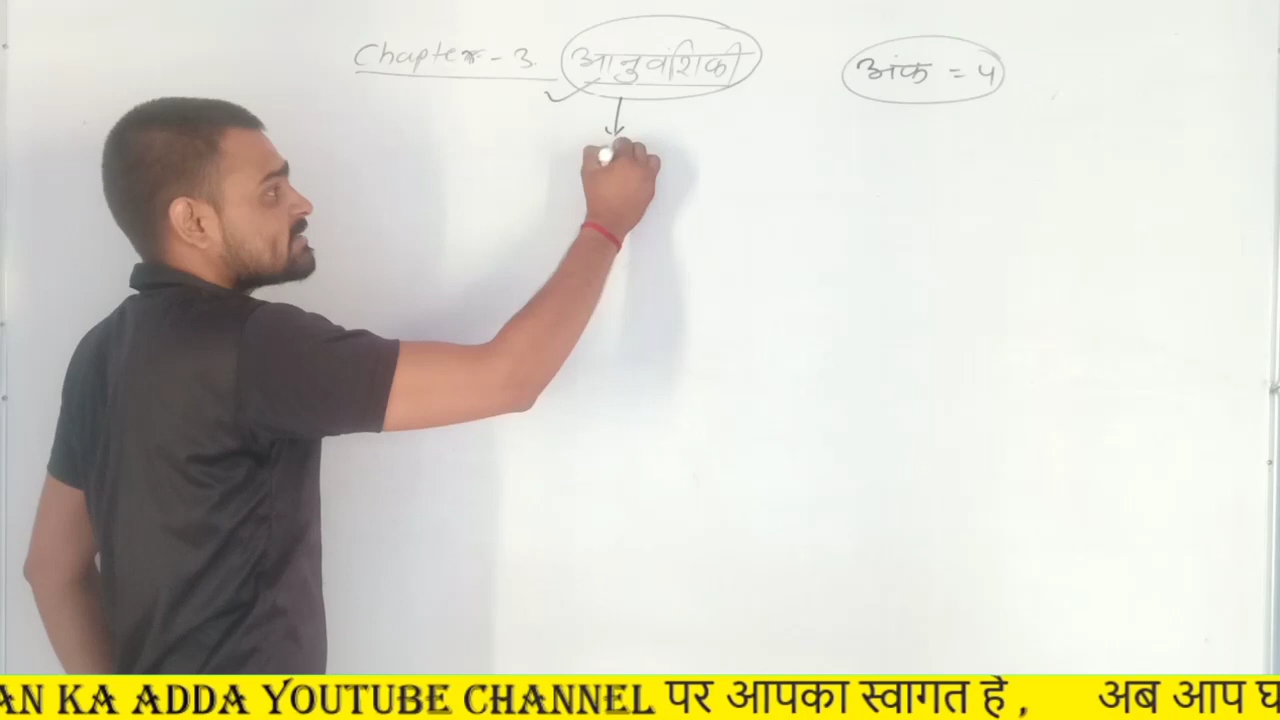 Chapter - 3. आनुवंशिकी
अंक = 4
AN KA ADDA YOUTUBE CHANNEL पर आपका स्वागत है , अब आप घ